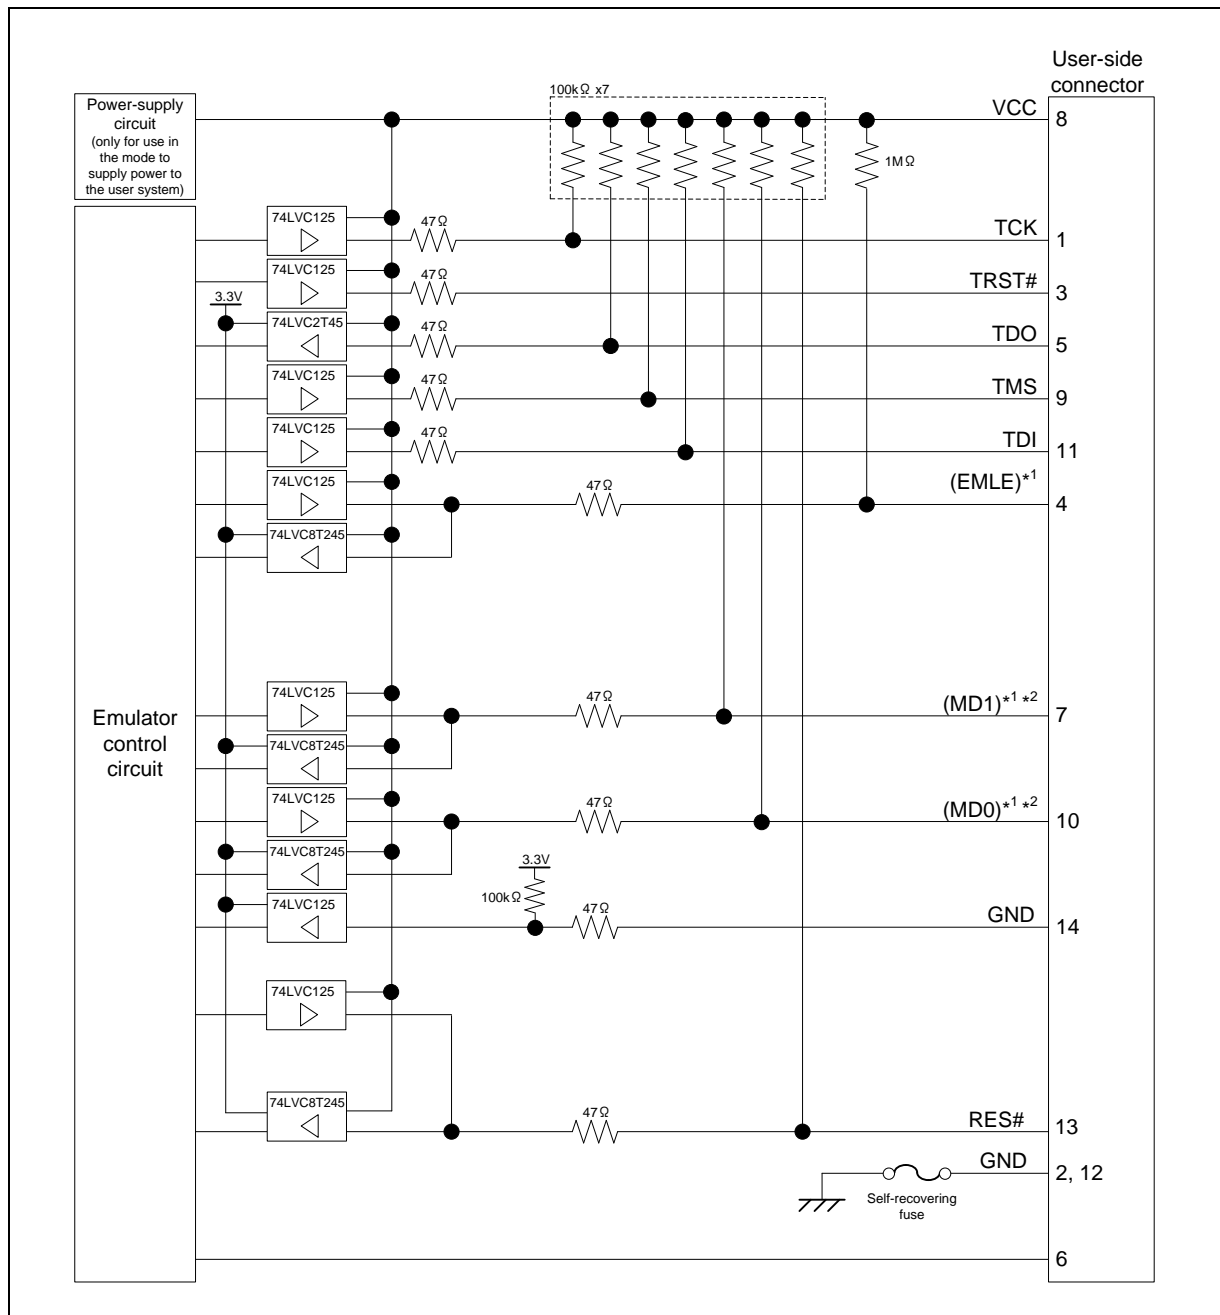 User-side
connector
100kΩ x7
Power-supply
circuit
(only for use in
the mode to
supply power to
the user system)
VCC
8
1MΩ
74LVC125
47Ω
TCK
1
74LVC125
47Ω
TRST#
3
3.3V
74LVC2T45
47Ω
TDO
5
74LVC125
47Ω
TMS
9
74LVC125
47Ω
TDI
11
74LVC125
47Ω
(EMLE)*1
4
74LVC8T245
74LVC125
47Ω
(MD1)*1 *2
7
Emulator
control
circuit
74LVC8T245
74LVC125
47Ω
(MD0)*1 *2
10
74LVC8T245
3.3V
100kΩ
74LVC125
47Ω
GND
14
74LVC125
74LVC8T245
47Ω
RES#
13
GND
2, 12
Self-recovering
fuse
6